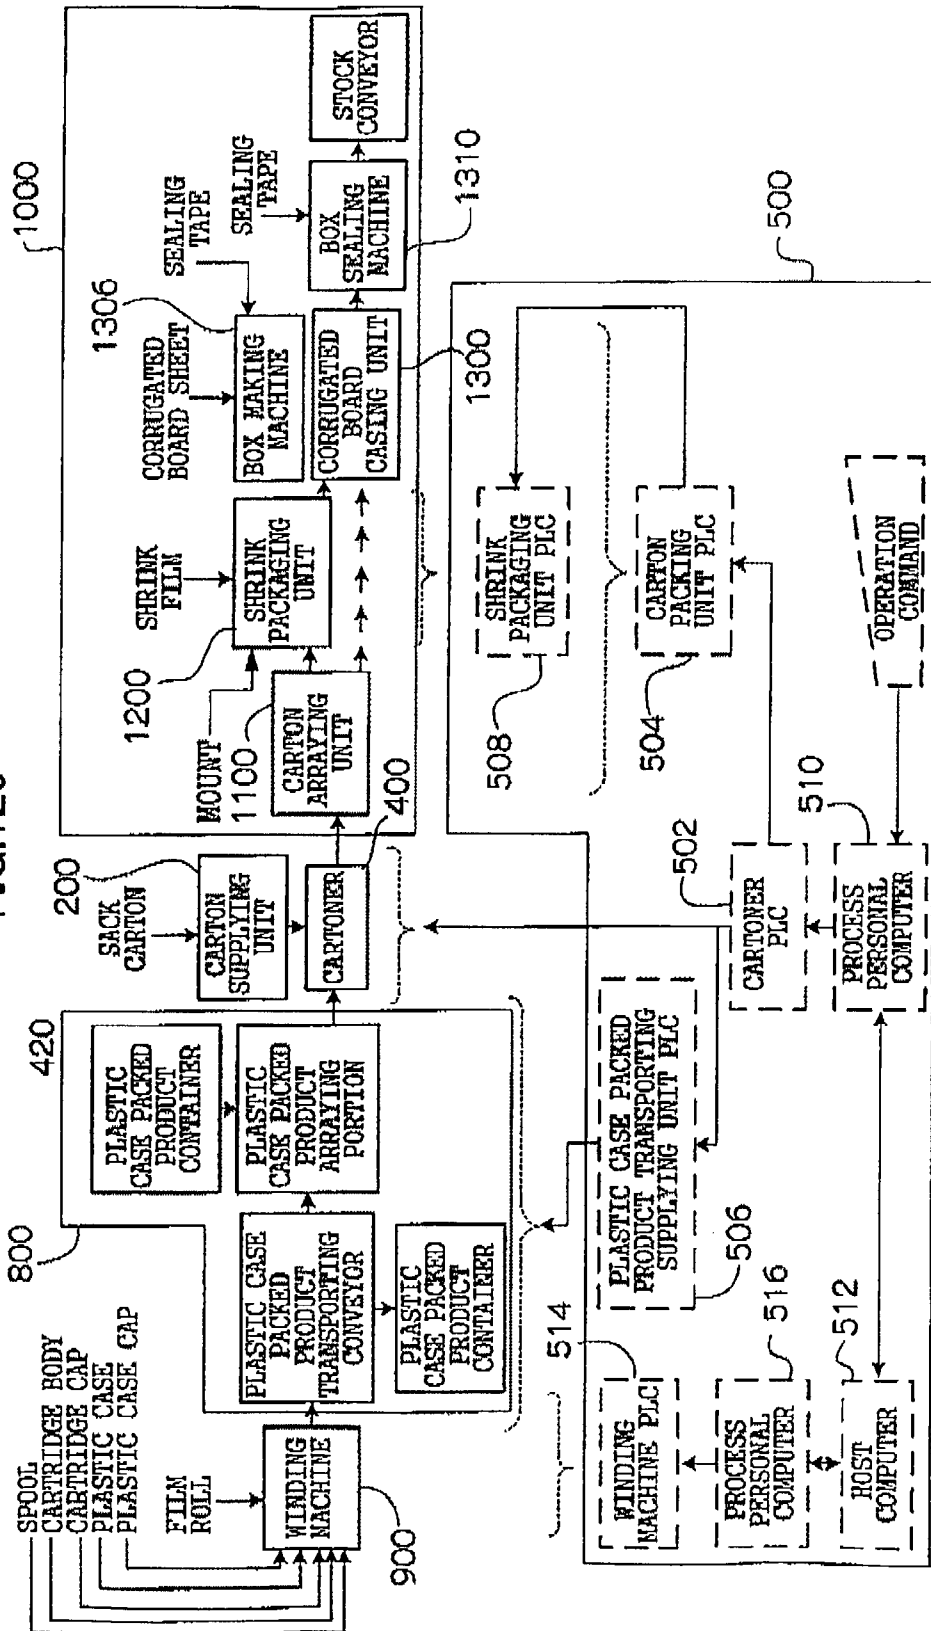 SPOOL
CARTRIDGE BODY
CARTRIDGE CAP
PLASTIC CASE
PLASTIC CASE CAP
FILM
ROLL
WINDING
MACHINE
900
800
420
PLASTIC
CASE PACKED
PRODUCT
CONTAINER
PLASTIC CASE
PACKED
PRODUCT
TRANSPORTING
CONVEYOR
PLASTIC
CASE PACKED
PRODUCT
ARRAYING
PORTION
PLASTIC
CASE PACKED
PRODUCT
CONTAINER
SACK
CARTON
200
CARTON
SUPPLYING
UNIT
CARTONER
400
1000
MOUNT
1100
CARTON
ARRAYING
UNIT
1200
SHRINK
FILM
SHRINK
PACKAGING
UNIT
CORRUGATED
BOARD SHEET
1306
SEALING
TAPE
BOX MAKING
MACHINE
CORRUGATED
BOARD
CASING UNIT
1300
SEALING
TAPE
BOX
SEALING
MACHINE
1310
STOCK
CONVEYOR
500
514
WINDING
MACHINE PLC
516
PROCESS
PERSONAL
COMPUTER
512
HOST
COMPUTER
PLASTIC CASE PACKED
PRODUCT TRANSPORTING
SUPPLYING UNIT PLC
506
502
CARTONER
PLC
510
PROCESS
PERSONAL
COMPUTER
SHRINK
PACKAGING
UNIT PLC
508
CARTON
PACKING
UNIT PLC
504
OPERATION
COMMAND